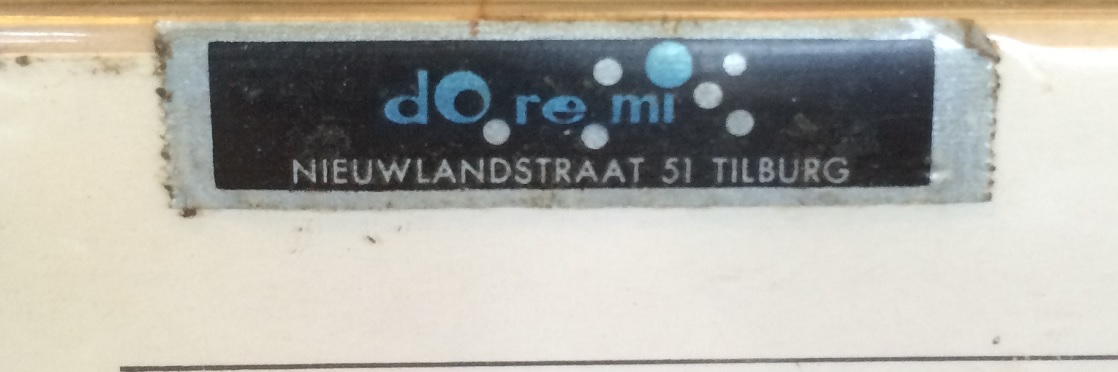 do re mi
NIEUWLANDSTRAAT 51 TILBURG